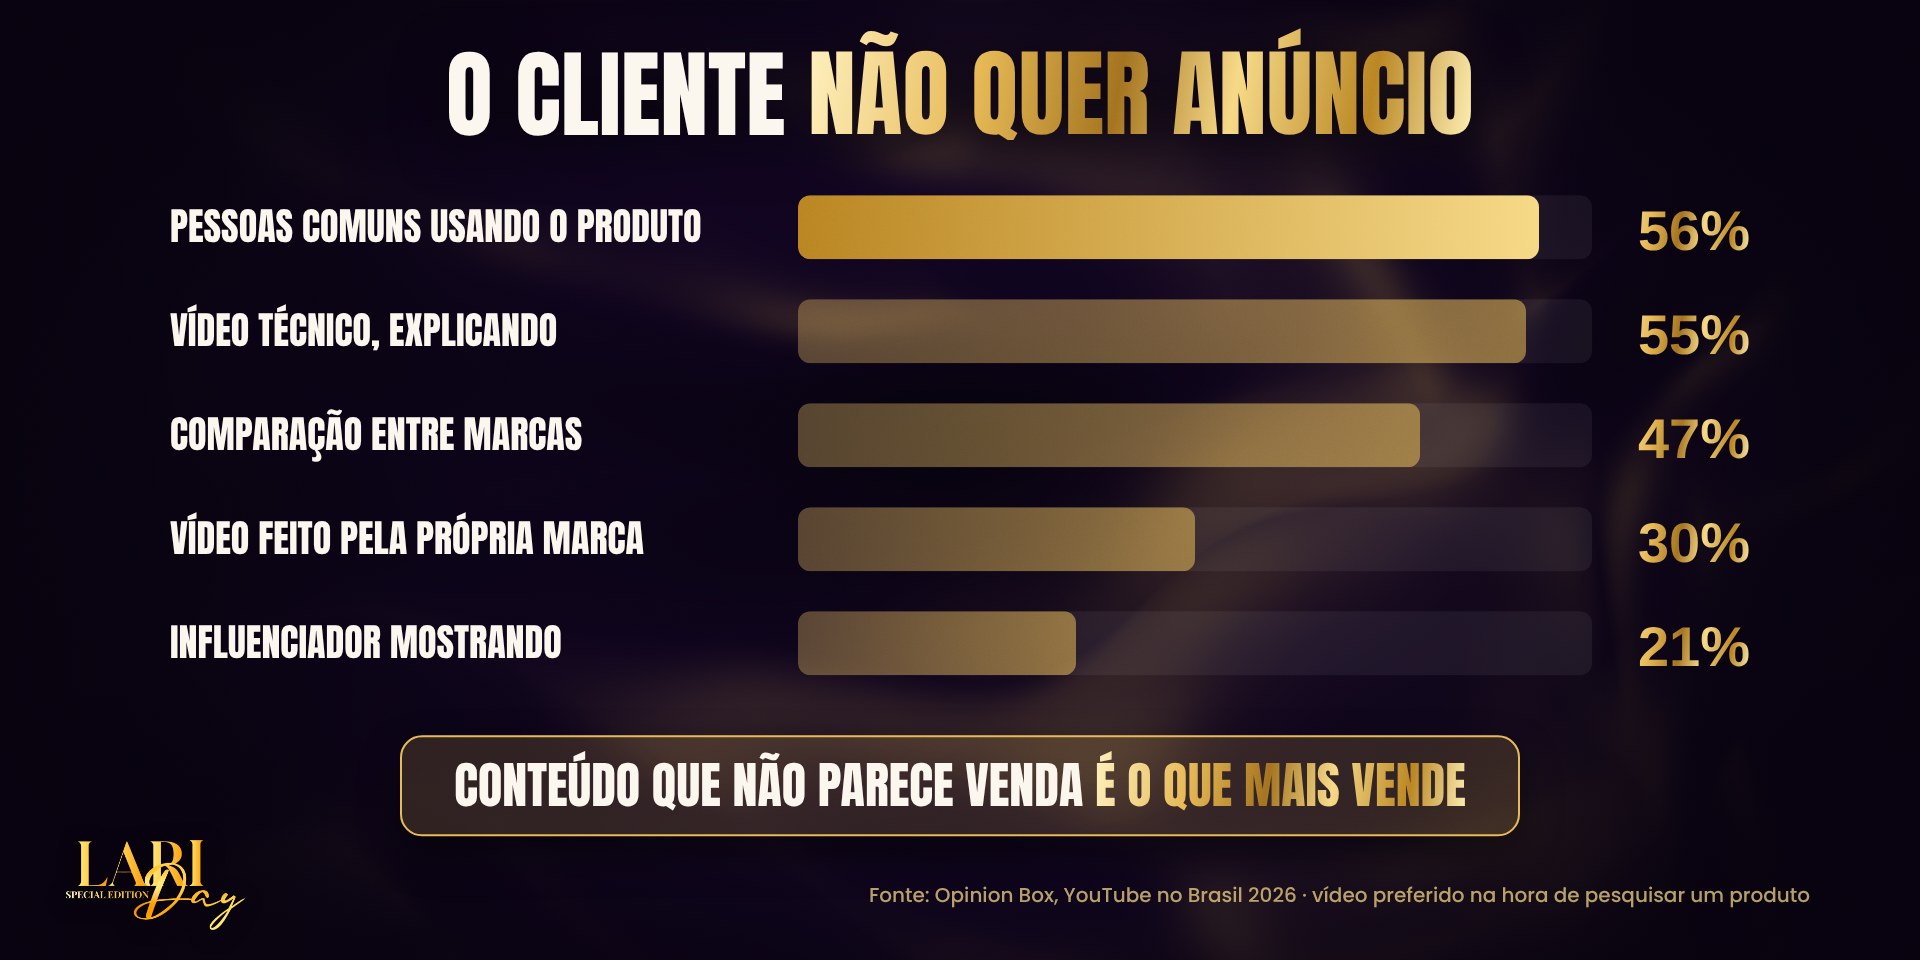 O CLIENTE NÃO QUER ANÚNCIO
PESSOAS COMUNS USANDO O PRODUTO 56%
VÍDEO TÉCNICO, EXPLICANDO 55%
COMPARAÇÃO ENTRE MARCAS 47%
VÍDEO FEITO PELA PRÓPRIA MARCA 30%
INFLUENCIADOR MOSTRANDO 21%
CONTEÚDO QUE NÃO PARECE VENDA É O QUE MAIS VENDE
LABI
SPECIAL EDITION Day
Fonte: Opinion Box, YouTube no Brasil 2026 · vídeo preferido na hora de pesquisar um produto